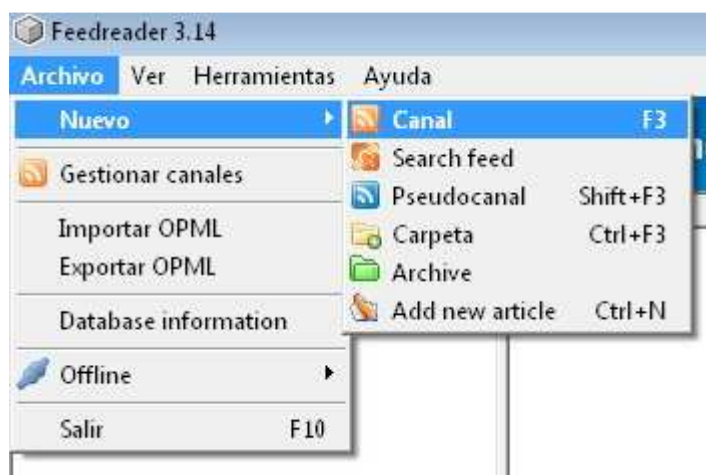 Feedreader 3.14
Archivo Ver Herramientas Ayuda
Nuevo
Gestionar canales
Importar OPML
Exportar OPML
Database information
Offline
Salir F10
Canal F3
Search feed
Pseudocanal Shift+F3
Carpeta Ctrl+F3
Archive
Add new article Ctrl+N